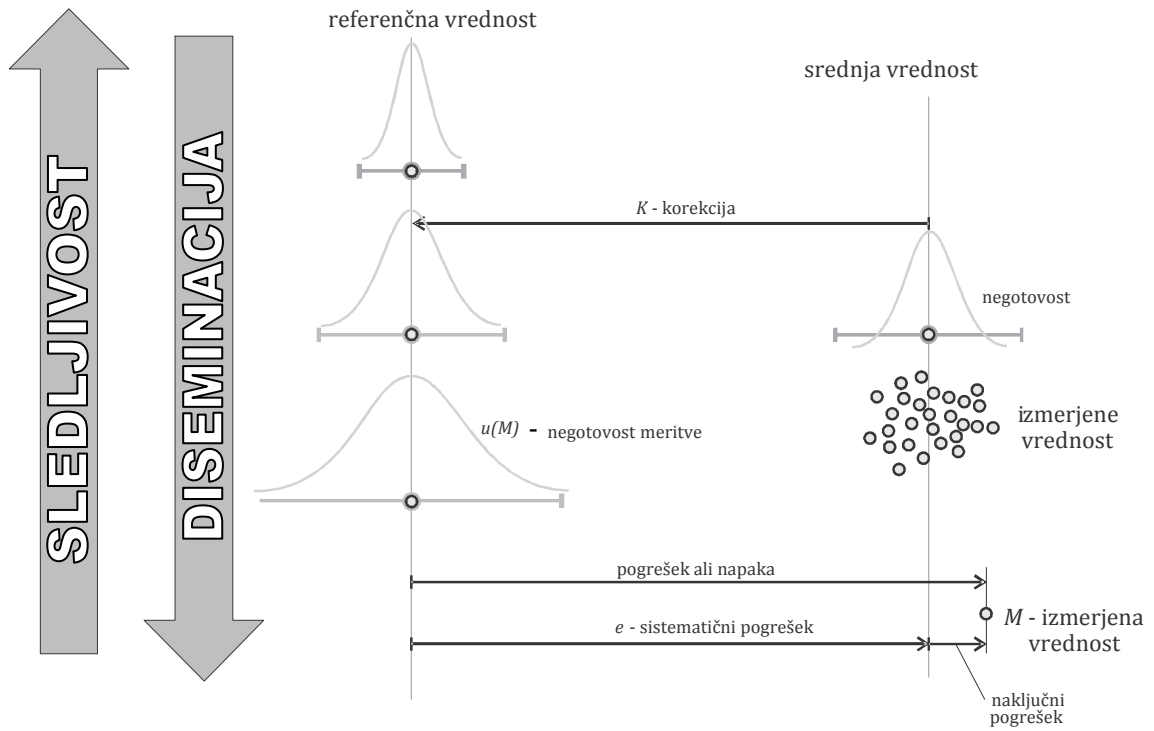 SLEDLJIVOST
DISEMINACIJA
referenčna vrednost
srednja vrednost
K - korekcija
negotovost
u(M) - negotovost meritve
izmerjene
vrednost
pogrešek ali napaka
M - izmerjena
vrednost
e - sistematični pogrešek
naključni
pogrešek